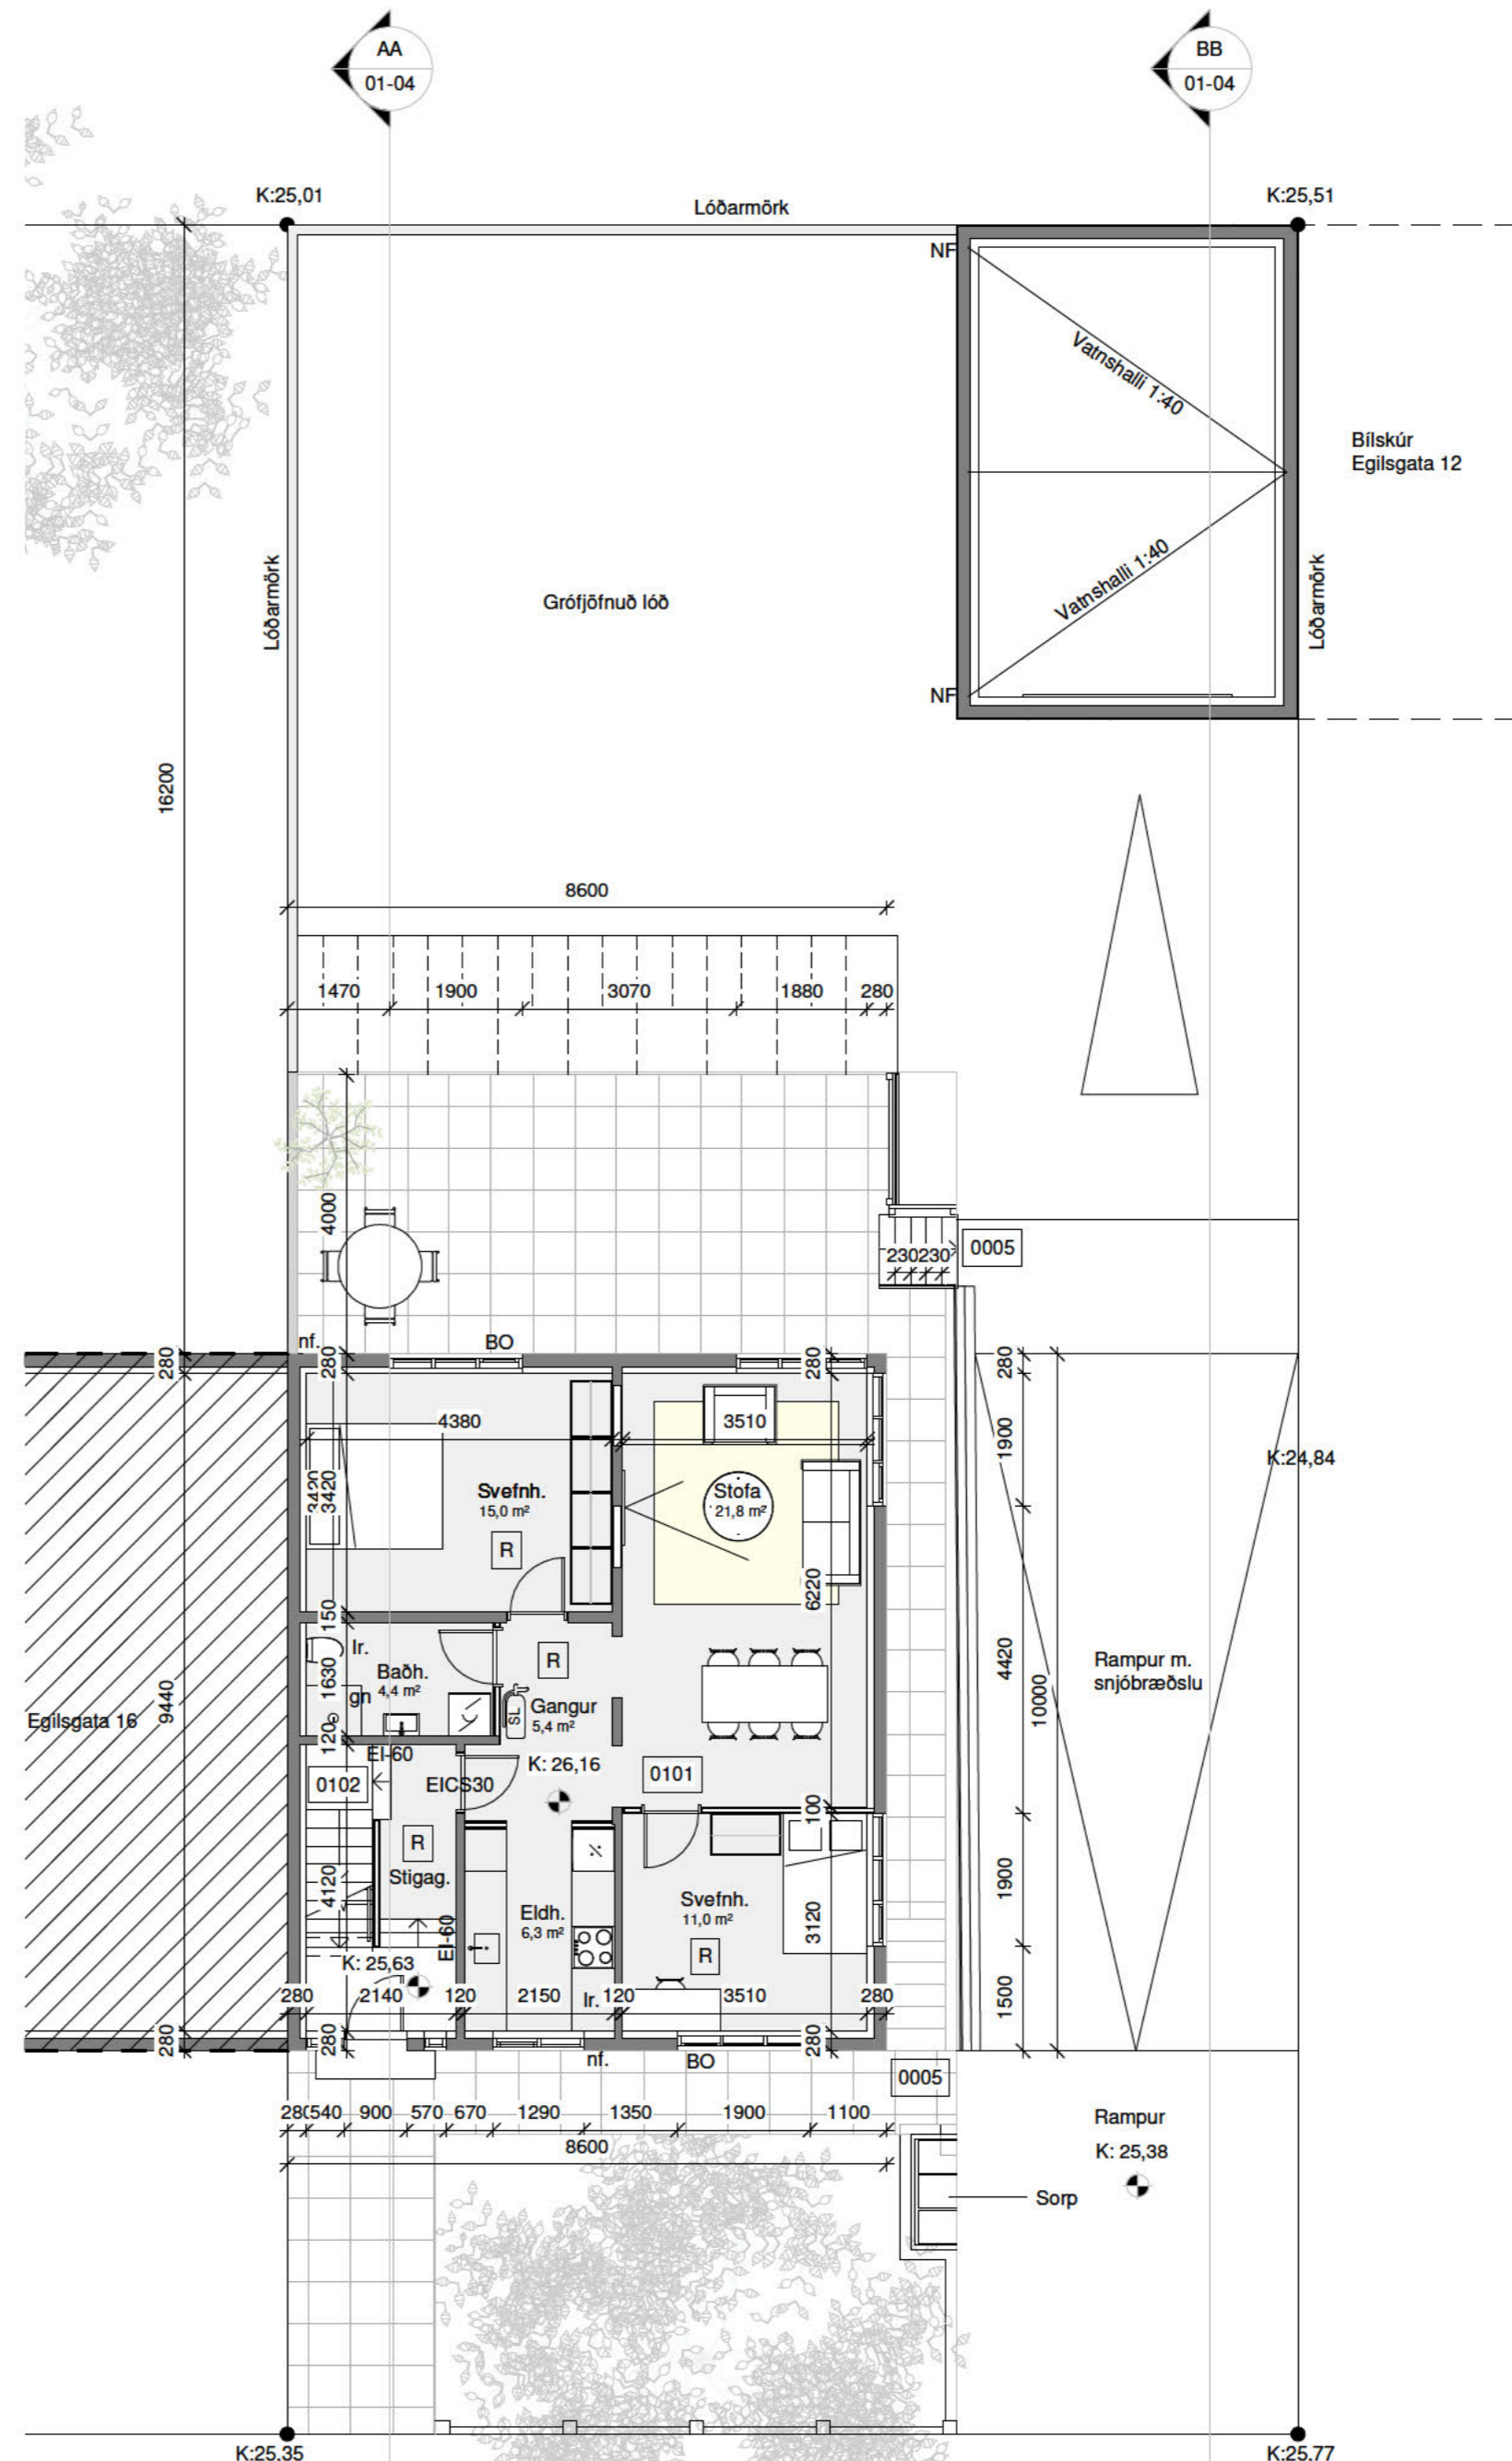 AA
01-04
BB
01-04
K:25,01
Lóðarmörk
K:25,51
NF
Vatnshalli 1:40
Bílskúr
Egilsgata 12
Vatnshalli 1:40
Lóðarmörk
Lóðarmörk
Grófjöfnuð lóð
NF
16200
8600
1470
1900
3070
1880
280
4000
230
230
0005
nf.
BO
280
280
280
280
4380
3510
1900
K:24,84
3420
3420
Svefnh.
15,0 m²
R
Stofa
21,8 m²
6220
150
lr.
R
Baðh.
4,4 m²
1630
gn
SL
Gangur
5,4 m²
4420
10000
Rampur m.
snjóbræðslu
9440
Egilsgata 16
120
EI-60
K: 26,16
0101
0102
EICS30
100
R
Stigag.
4120
EI-60
Eldh.
6,3 m²
Svefnh.
11,0 m²
R
3120
1900
K: 25,63
280
2140
120
2150
lr.
120
3510
280
1500
280
280
280
nf.
BO
0005
280
540
900
570
670
1290
1350
1900
1100
8600
Rampur
K: 25,38
Sorp
K:25,35
K:25,77